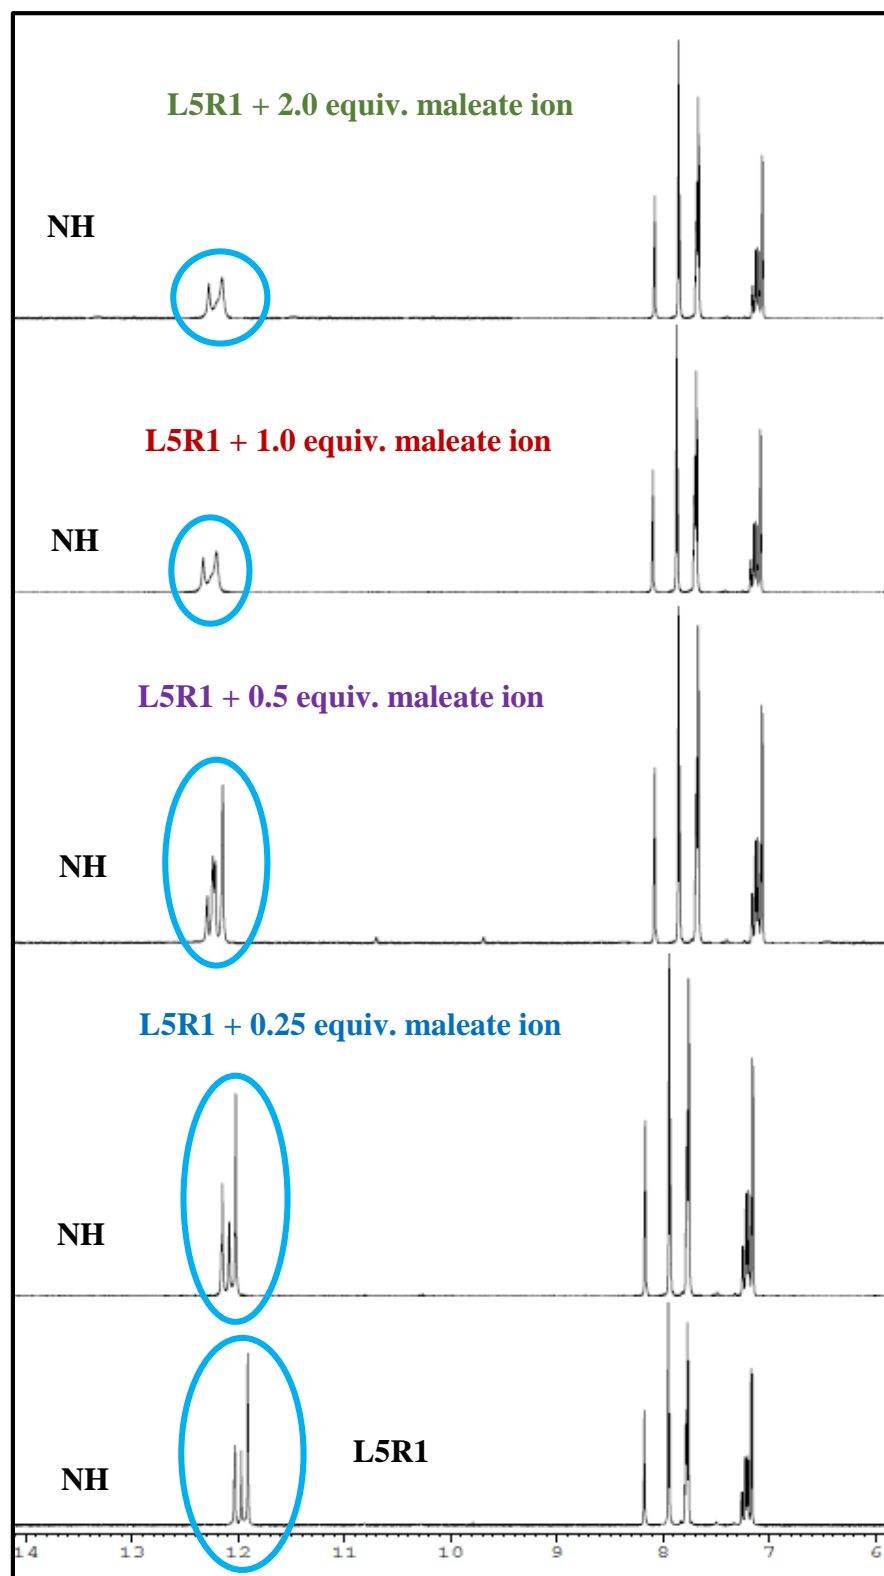 L5R1 + 2.0 equiv. maleate ion
NH
L5R1 + 1.0 equiv. maleate ion
NH
L5R1 + 0.5 equiv. maleate ion
NH
L5R1 + 0.25 equiv. maleate ion
NH
L5R1
NH
14 13 12 11 10 9 8 7 6